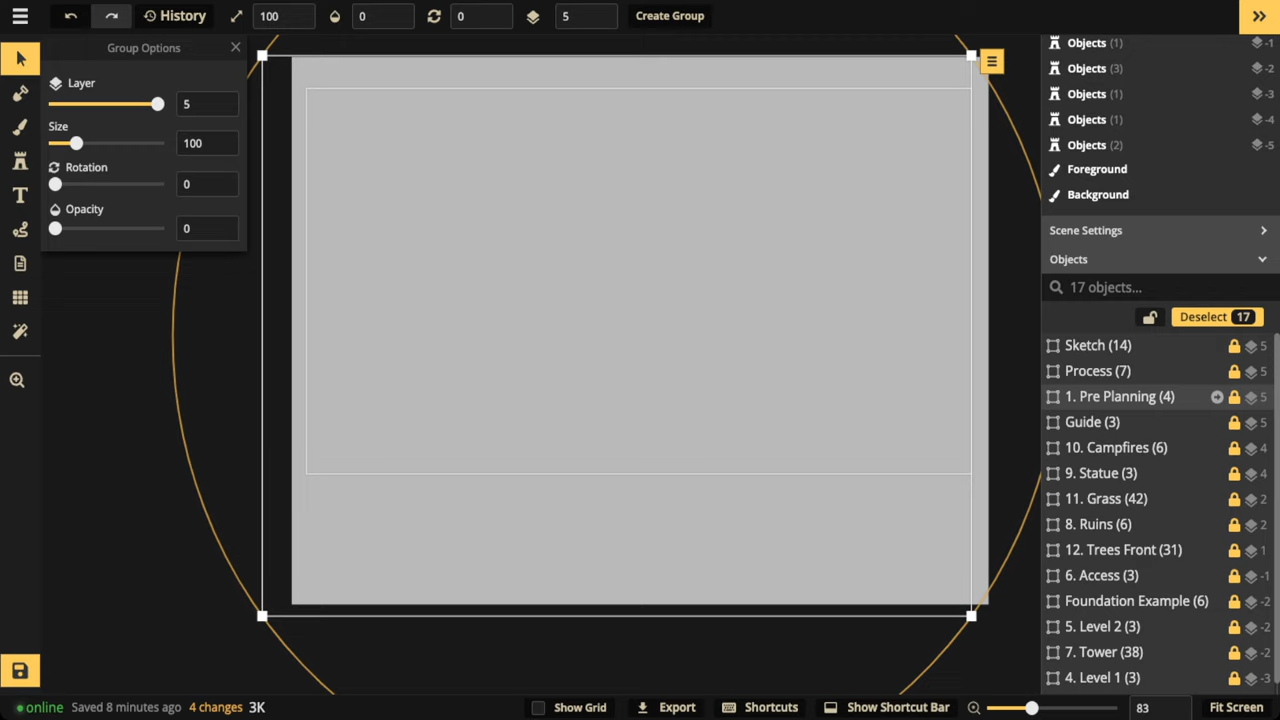 History
100
0
0
5
Create Group
Group Options
Layer
5
Size
100
Rotation
0
Opacity
0
Objects (1) -1
Objects (3) -2
Objects (1) -3
Objects (1) -4
Objects (2) -5
Foreground
Background
Scene Settings
Objects
17 objects...
Deselect 17
Sketch (14) 5
Process (7) 5
1. Pre Planning (4) 5
Guide (3) 5
10. Campfires (6) 4
9. Statue (3) 4
11. Grass (42) 2
8. Ruins (6) 2
12. Trees Front (31) 1
6. Access (3) -1
Foundation Example (6) -2
5. Level 2 (3) -2
7. Tower (38) -2
4. Level 1 (3) -3
online Saved 8 minutes ago 4 changes 3K
Show Grid
Export
Shortcuts
Show Shortcut Bar
83
Fit Screen